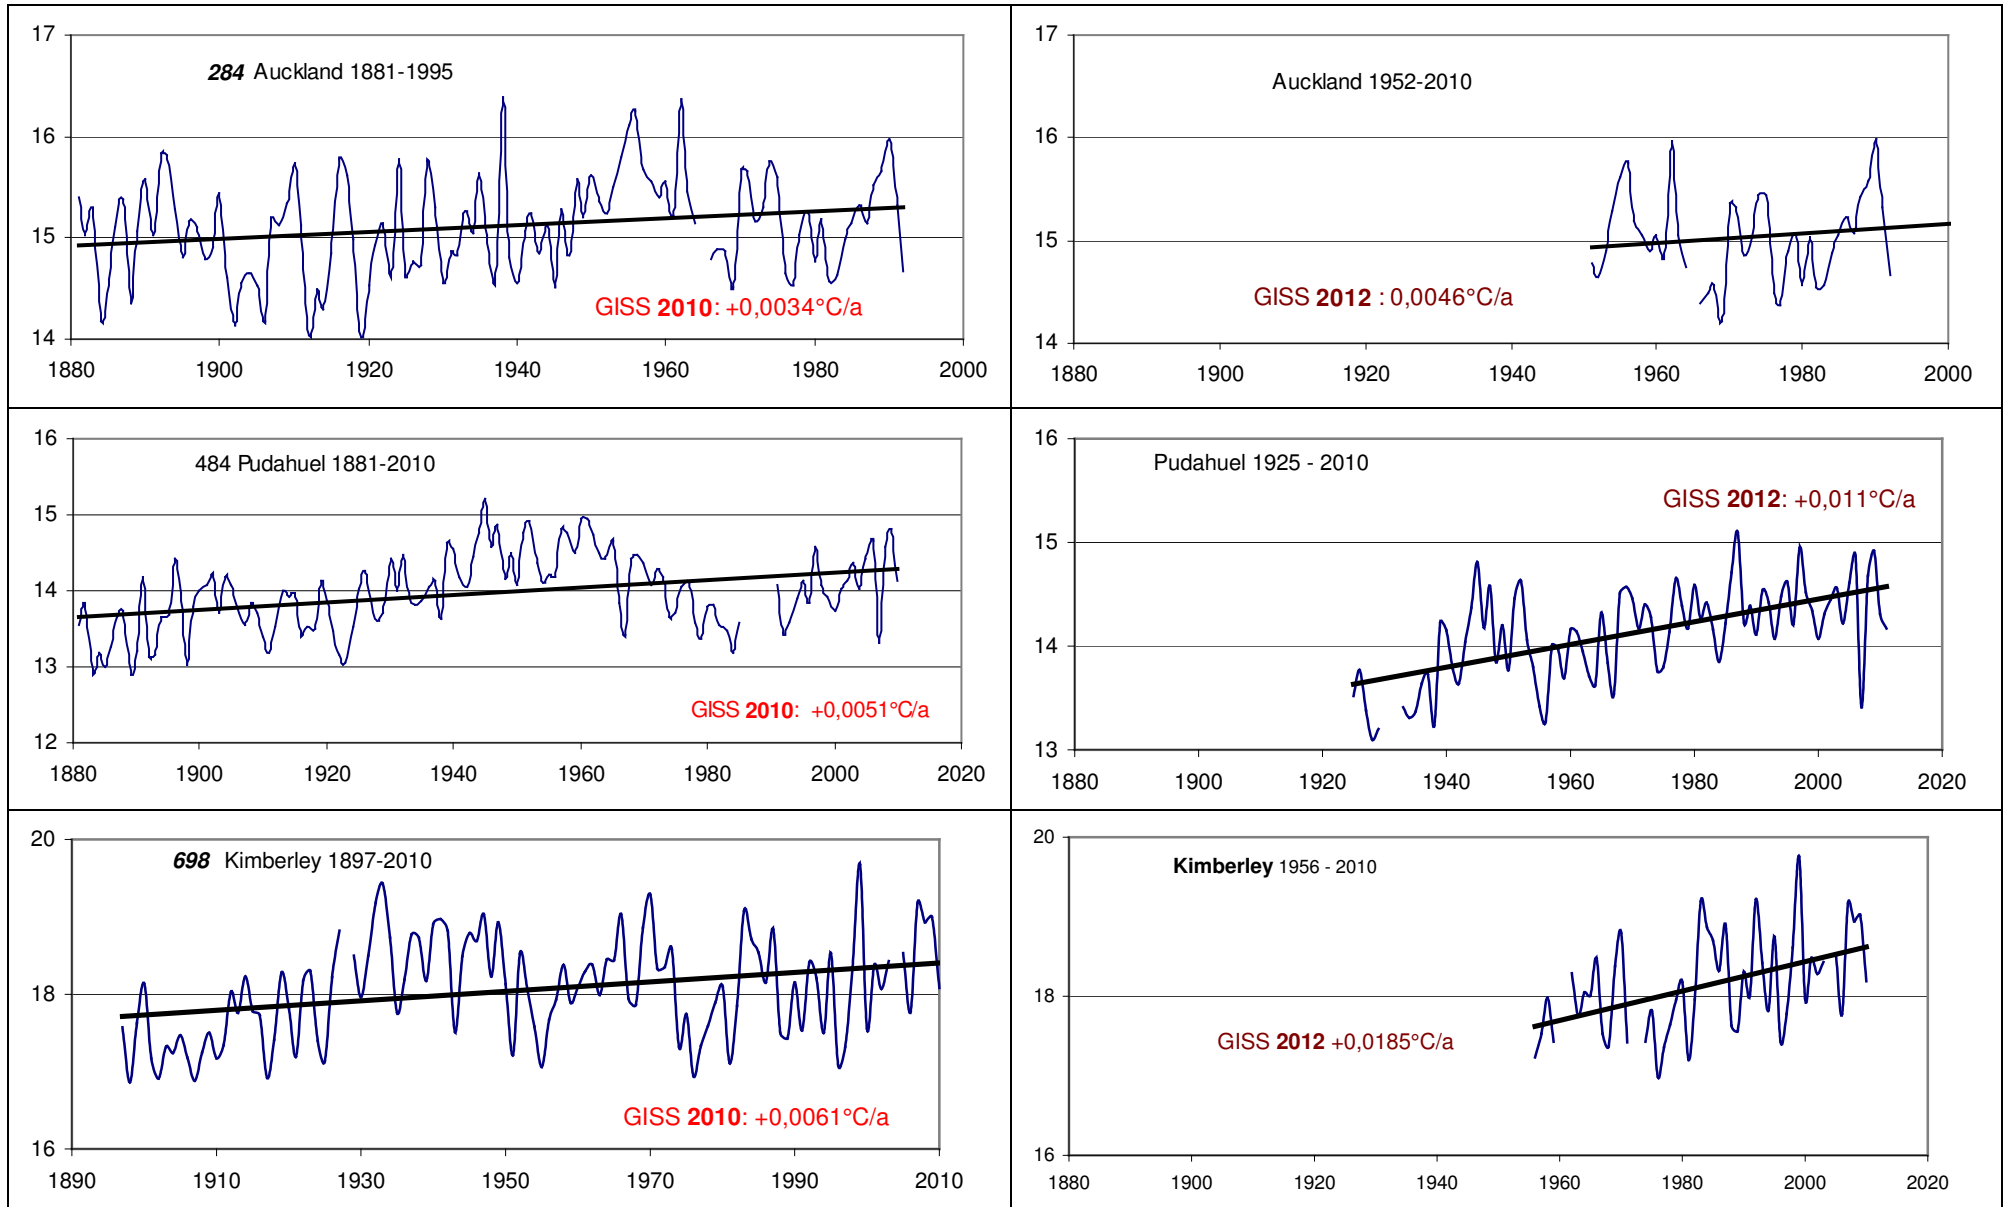 17
284 Auckland 1881-1995
16
15
GISS 2010: +0,0034°C/a
14
1880 1900 1920 1940 1960 1980 2000
17
Auckland 1952-2010
16
15
GISS 2012 : 0,0046°C/a
14
1880 1900 1920 1940 1960 1980 2000
16
484 Pudahuel 1881-2010
15
14
13
GISS 2010: +0,0051°C/a
12
1880 1900 1920 1940 1960 1980 2000 2020
16
Pudahuel 1925 - 2010
GISS 2012: +0,011°C/a
15
14
13
1880 1900 1920 1940 1960 1980 2000 2020
20
698 Kimberley 1897-2010
18
GISS 2010: +0,0061°C/a
16
1890 1910 1930 1950 1970 1990 2010
20
Kimberley 1956 - 2010
18
GISS 2012 +0,0185°C/a
16
1880 1900 1920 1940 1960 1980 2000 2020